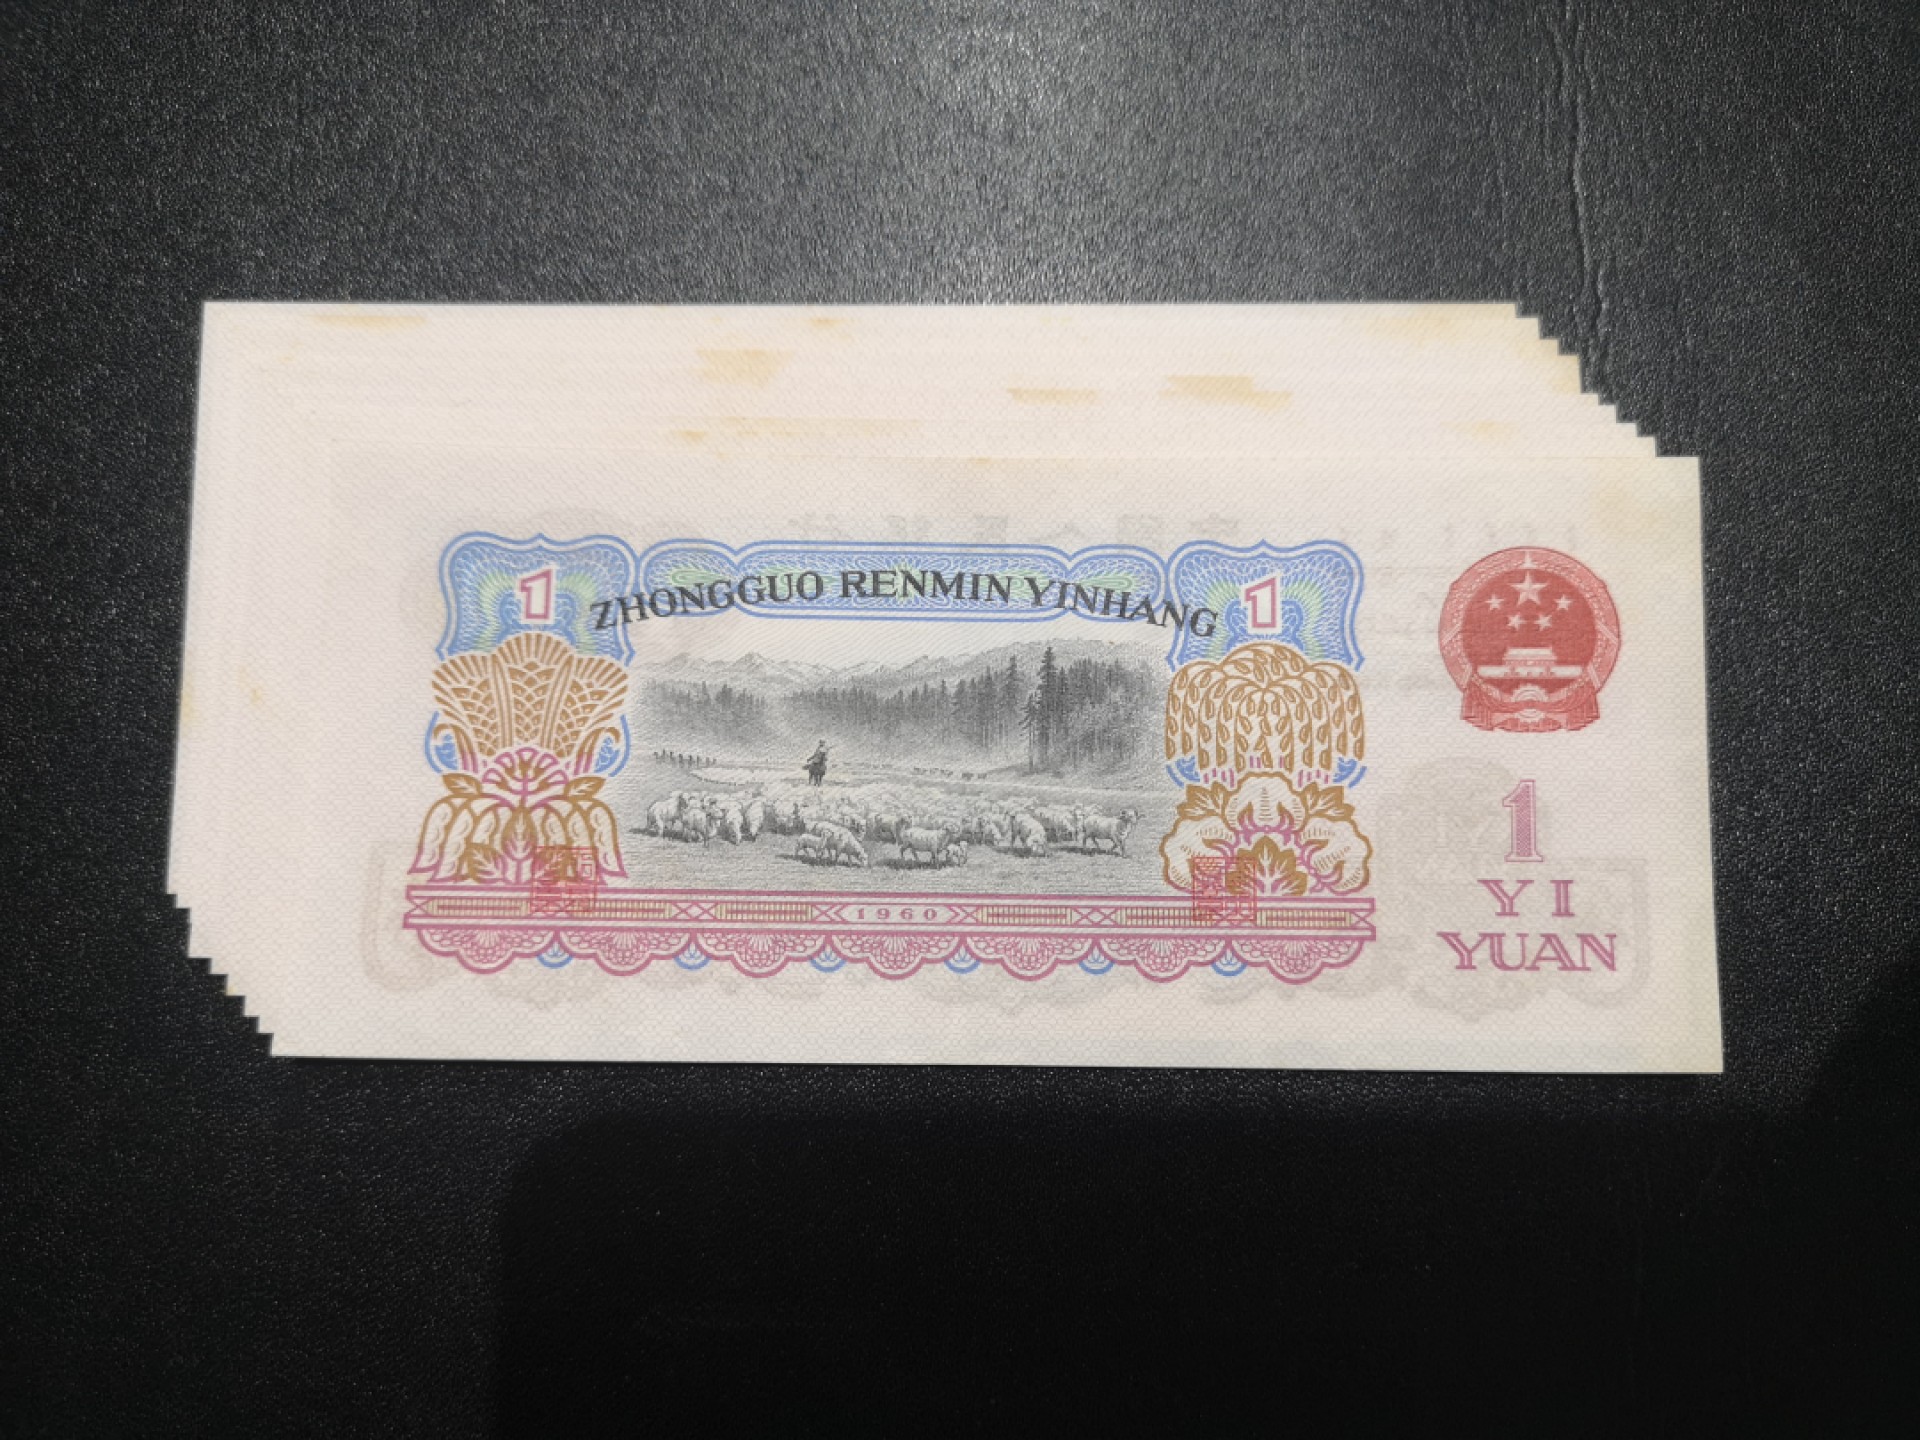 1
ZHONGGUO RENMIN YINHANG
1
1960
1
YI
YUAN